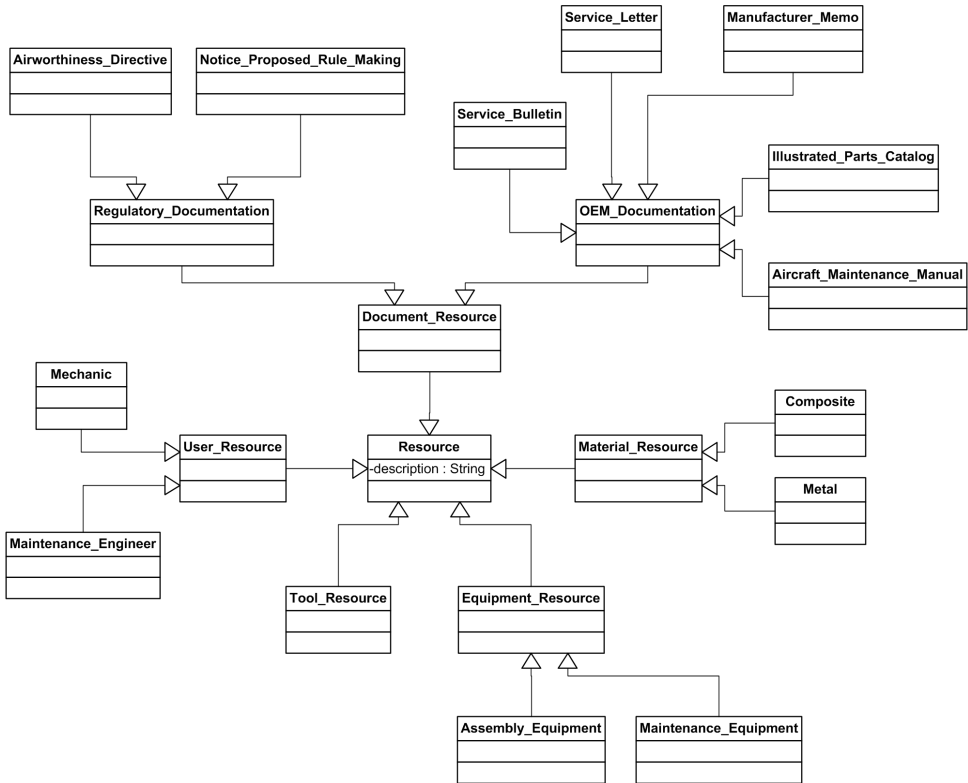 Service_Letter
Manufacturer_Memo
Airworthiness_Directive
Notice_Proposed_Rule_Making
Service_Bulletin
Illustrated_Parts_Catalog
Regulatory_Documentation
OEM_Documentation
Aircraft_Maintenance_Manual
Document_Resource
Mechanic
Composite
User_Resource
Resource
-description : String
Material_Resource
Metal
Maintenance_Engineer
Tool_Resource
Equipment_Resource
Assembly_Equipment
Maintenance_Equipment